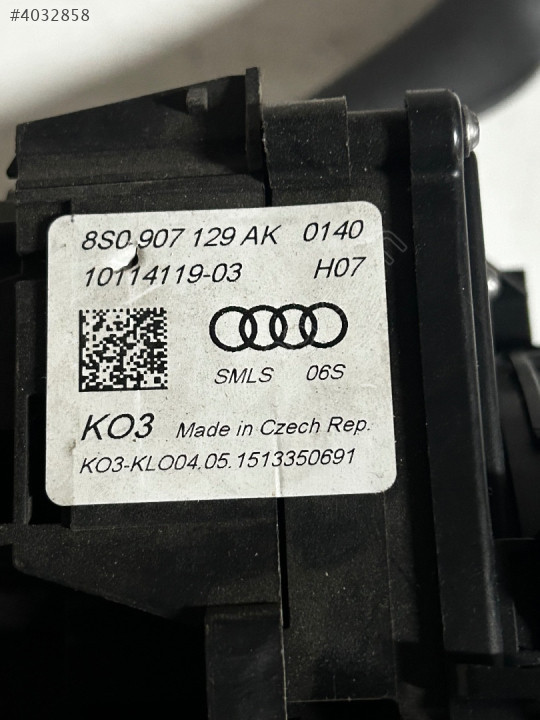 #4032858
8S0 907 129 AK 0140
10114119-03 H07
SMLS 06S
KO3 Made in Czech Rep.
KO3-KLO04.05.1513350691